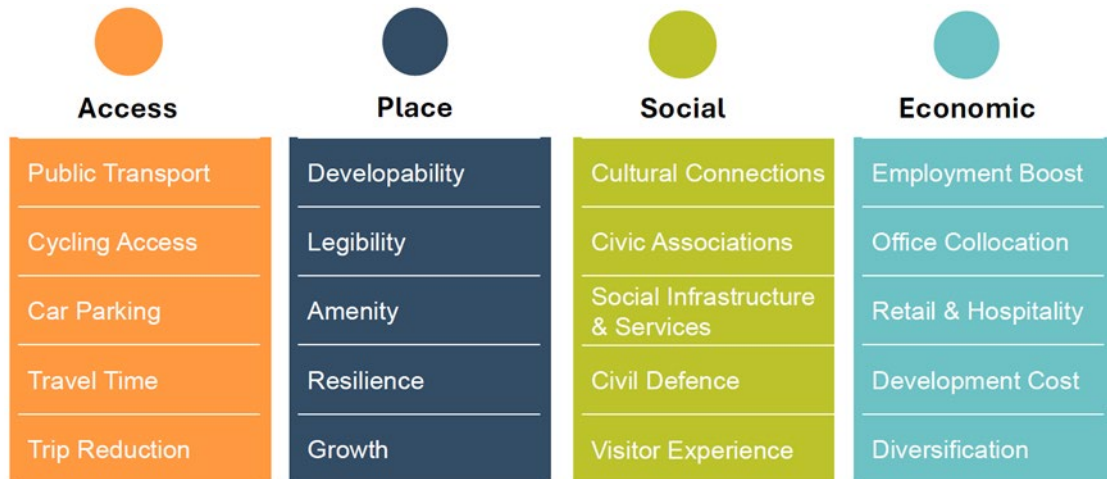 Access
Public Transport
Cycling Access
Car Parking
Travel Time
Trip Reduction
Place
Developability
Legibility
Amenity
Resilience
Growth
Social
Cultural Connections
Civic Associations
Social Infrastructure
& Services
Civil Defence
Visitor Experience
Economic
Employment Boost
Office Collocation
Retail & Hospitality
Development Cost
Diversification